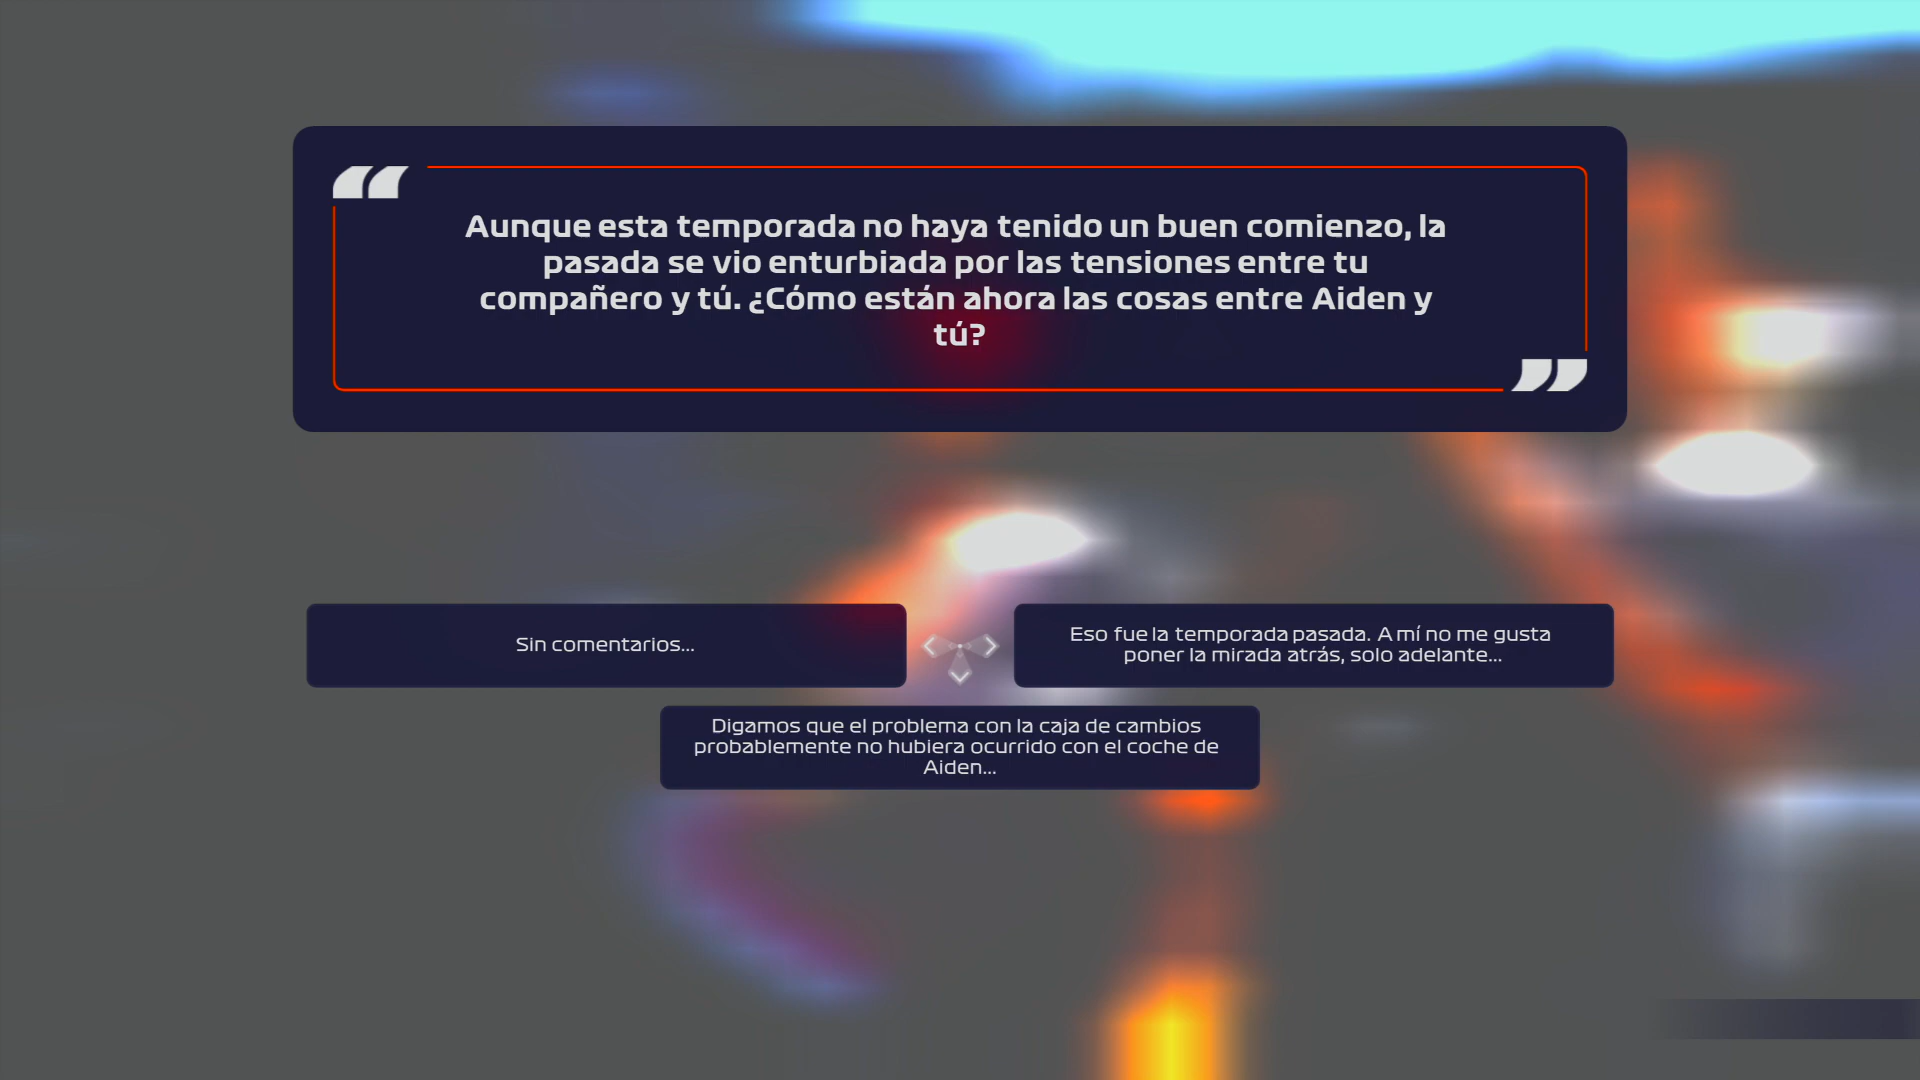 Aunque esta temporada no haya tenido un buen comienzo, la
pasada se vio enturbiada por las tensiones entre tu
compañero y tú. ¿Cómo están ahora las cosas entre Aiden y
tú?
Sin comentarios...
Eso fue la temporada pasada. A mí no me gusta
poner la mirada atrás, solo adelante...
Digamos que el problema con la caja de cambios
probablemente no hubiera ocurrido con el coche de
Aiden...